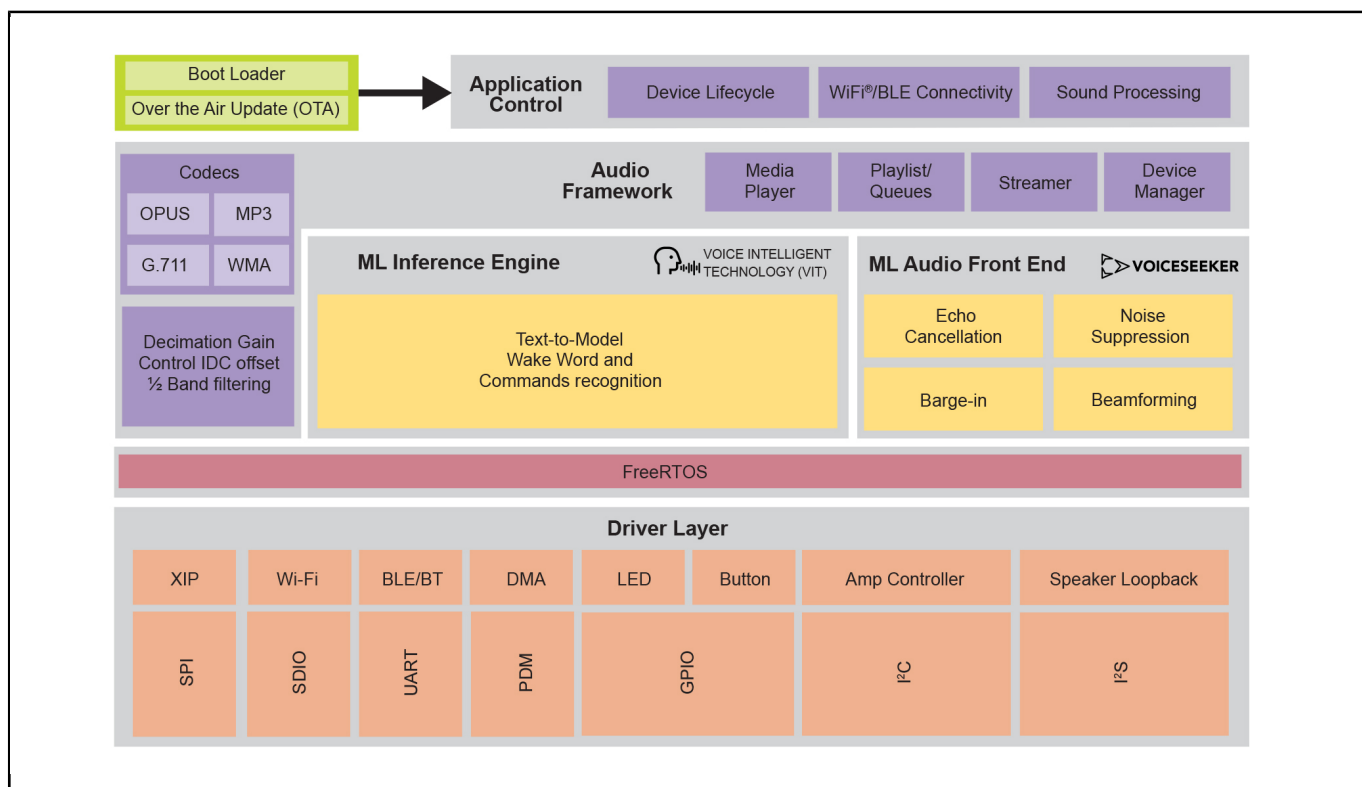 Boot Loader
Over the Air Update (OTA)
Application
Control
Device Lifecycle
WiFi®/BLE Connectivity
Sound Processing
Codecs
OPUS
MP3
G.711
WMA
Audio
Framework
Media
Player
Playlist/
Queues
Streamer
Device
Manager
Decimation Gain
Control IDC offset
½ Band filtering
ML Inference Engine
VOICE INTELLIGENT
TECHNOLOGY (VIT)
Text-to-Model
Wake Word and
Commands recognition
ML Audio Front End
VOICESEEKER
Echo
Cancellation
Noise
Suppression
Barge-in
Beamforming
FreeRTOS
Driver Layer
XIP
Wi-Fi
BLE/BT
DMA
LED
Button
Amp Controller
Speaker Loopback
SPI
SDIO
UART
PDM
GPIO
I²C
I²S